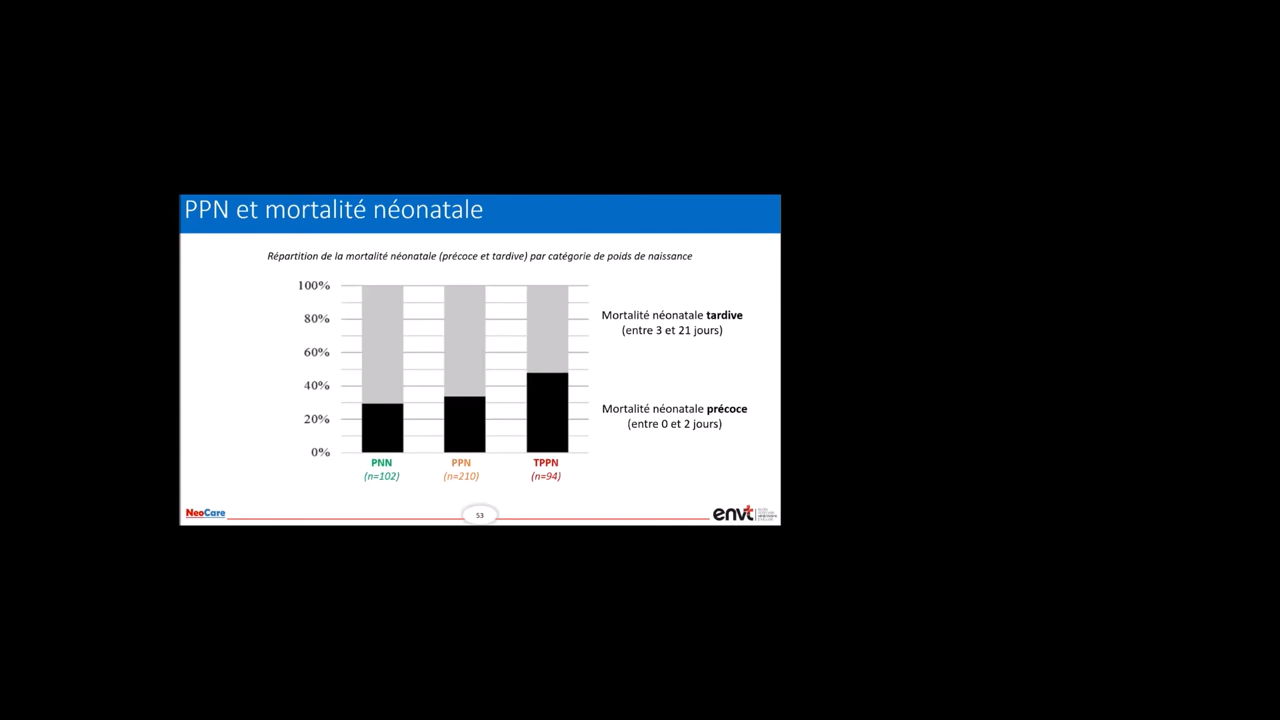 PPN et mortalité néonatale
Répartition de la mortalité néonatale (précoce et tardive) par catégorie de poids de naissance
100%
80%
60%
40%
20%
0%
Mortalité néonatale tardive
(entre 3 et 21 jours)
Mortalité néonatale précoce
(entre 0 et 2 jours)
PNN
(n=102)
PPN
(n=210)
TPPN
(n=94)
NeoCare
53
envt